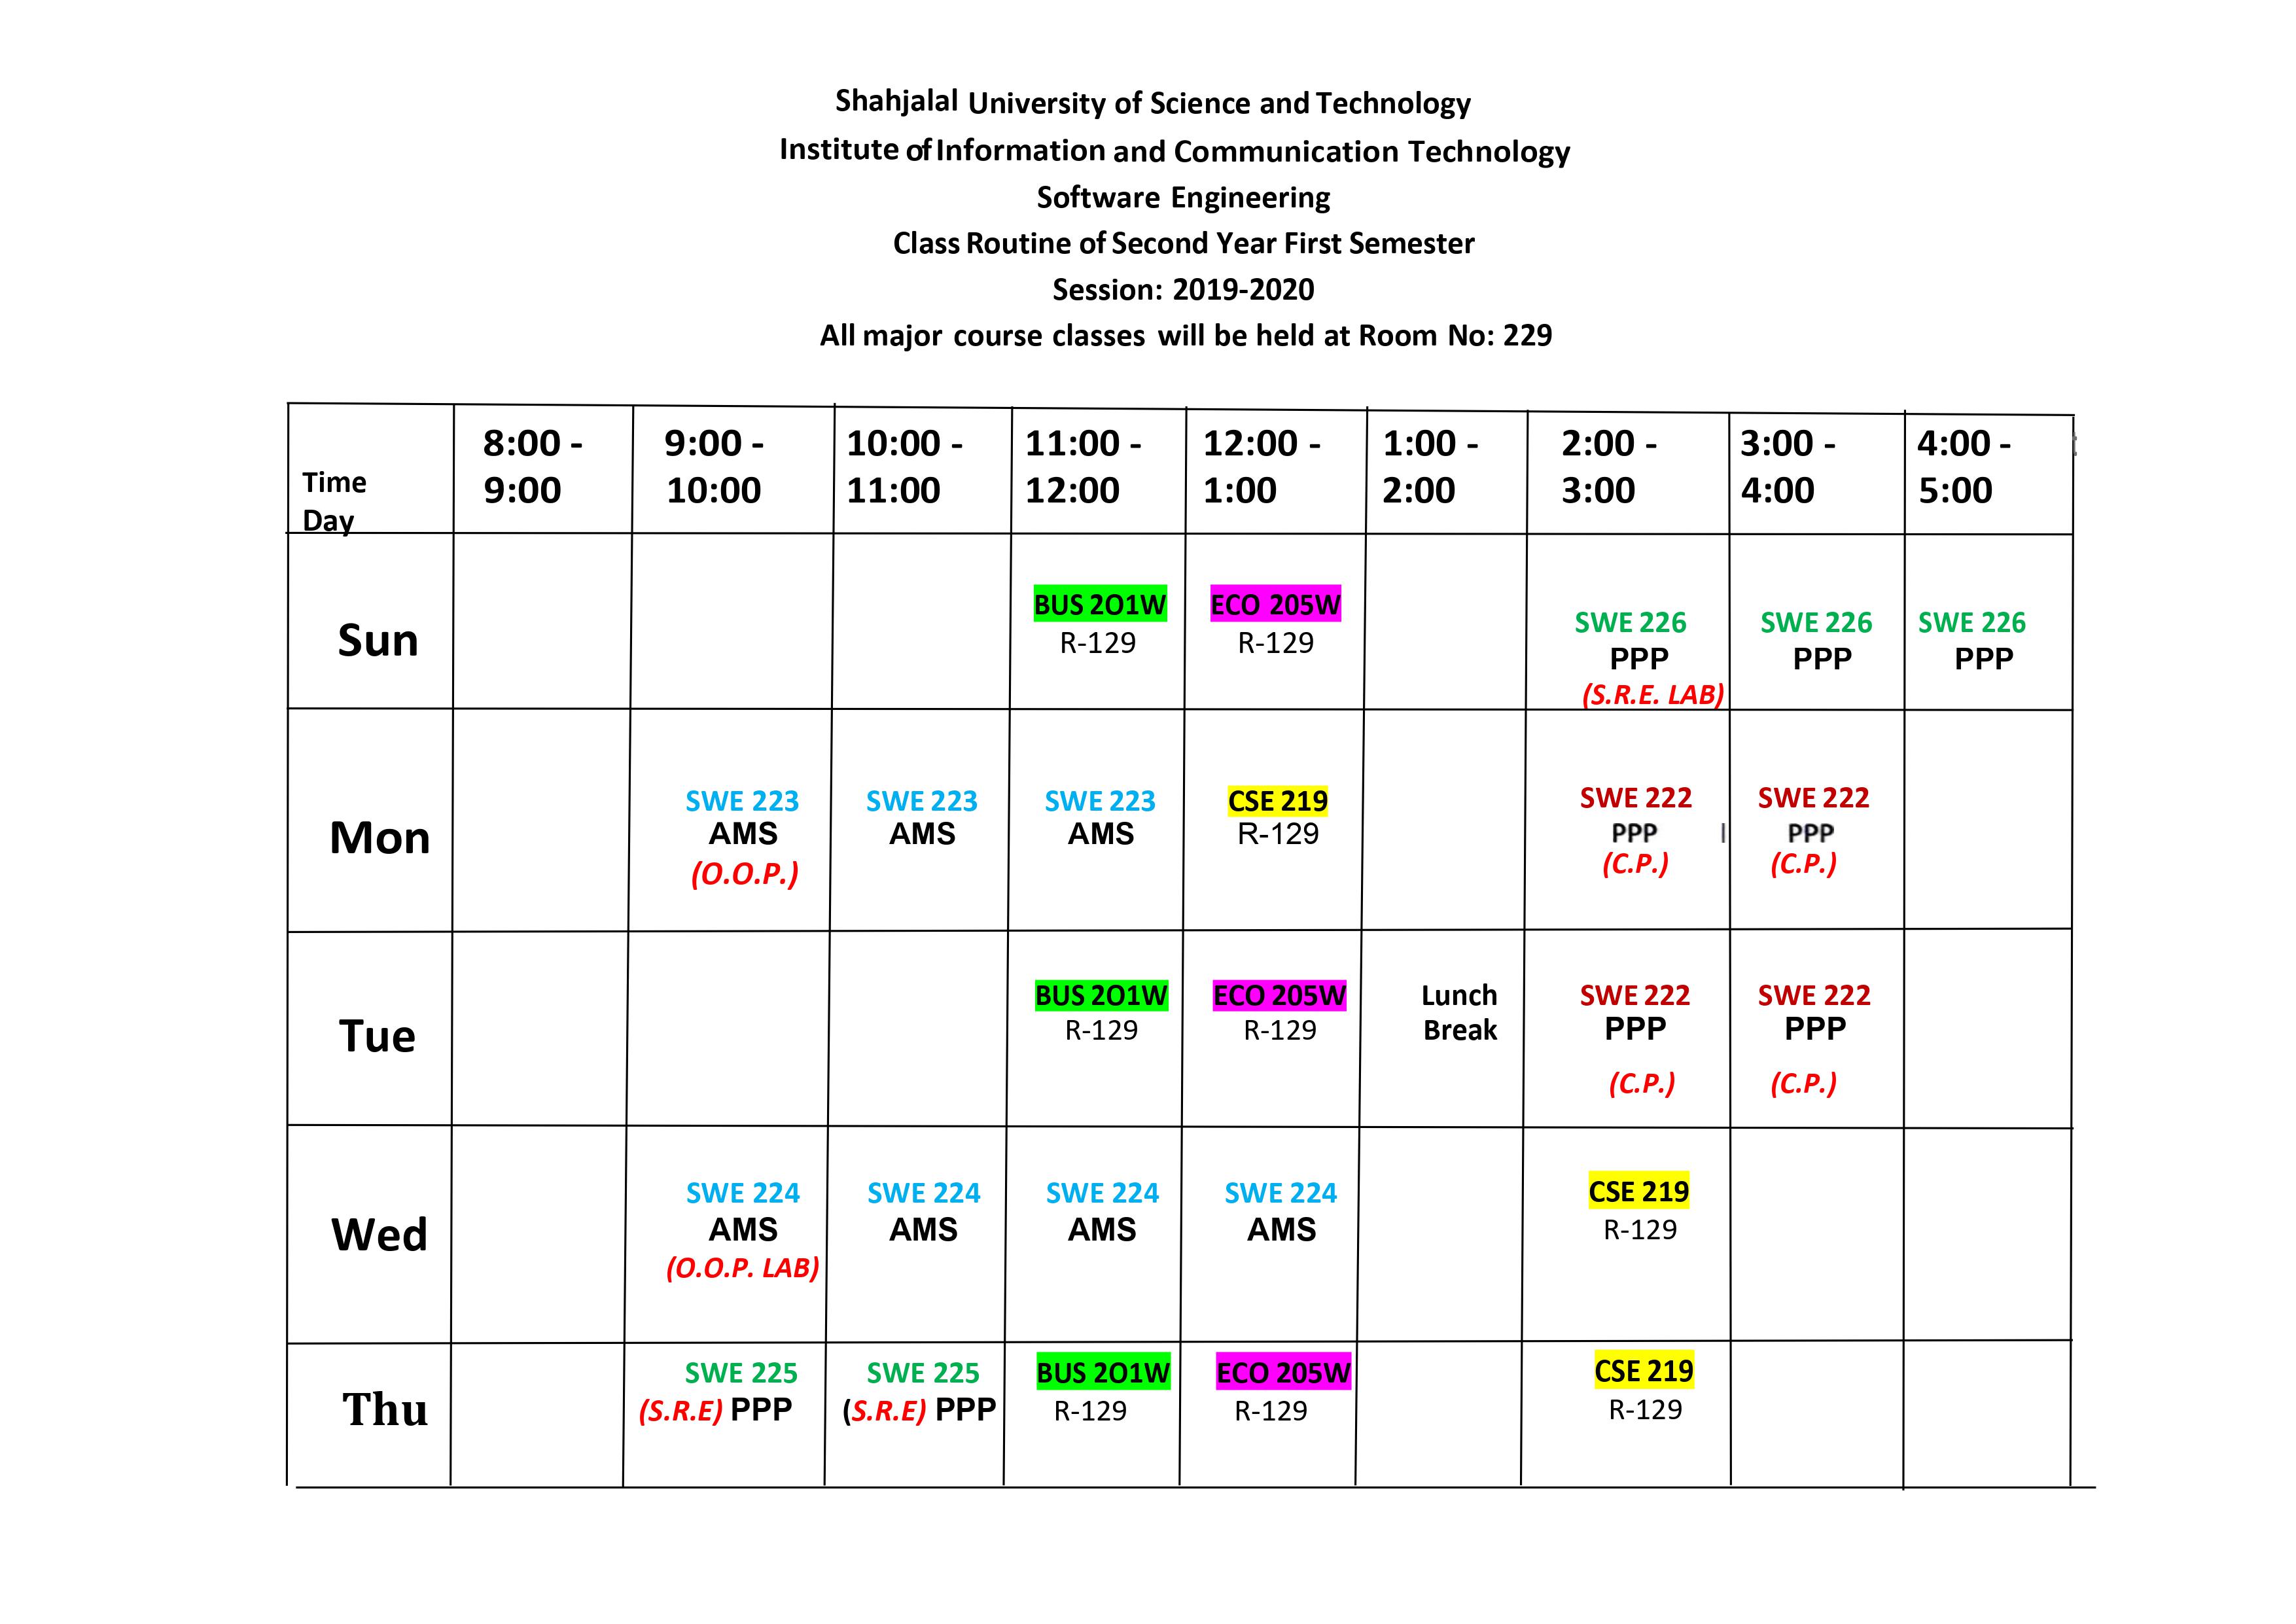 Shahjalal University of Science and Technology
Institute of Information and Communication Technology
Software Engineering
Class Routine of Second Year First Semester
Session: 2019-2020
All major course classes will be held at Room No: 229
Time
Day
8:00 -
9:00
9:00 -
10:00
10:00 -
11:00
11:00 -
12:00
12:00 -
1:00
1:00 -
2:00
2:00 -
3:00
3:00 -
4:00
4:00 -
5:00
Sun
BUS 2O1W
R-129
ECO 205W
R-129
SWE 226
PPP
(S.R.E. LAB)
SWE 226
PPP
SWE 226
PPP
Mon
SWE 223
AMS
(O.O.P.)
SWE 223
AMS
SWE 223
AMS
CSE 219
R-129
SWE 222
PPP
(C.P.)
SWE 222
PPP
(C.P.)
Tue
BUS 2O1W
R-129
ECO 205W
R-129
Lunch
Break
SWE 222
PPP
(C.P.)
SWE 222
PPP
(C.P.)
Wed
SWE 224
AMS
(O.O.P. LAB)
SWE 224
AMS
SWE 224
AMS
SWE 224
AMS
CSE 219
R-129
Thu
SWE 225
(S.R.E) PPP
SWE 225
(S.R.E) PPP
BUS 2O1W
R-129
ECO 205W
R-129
CSE 219
R-129